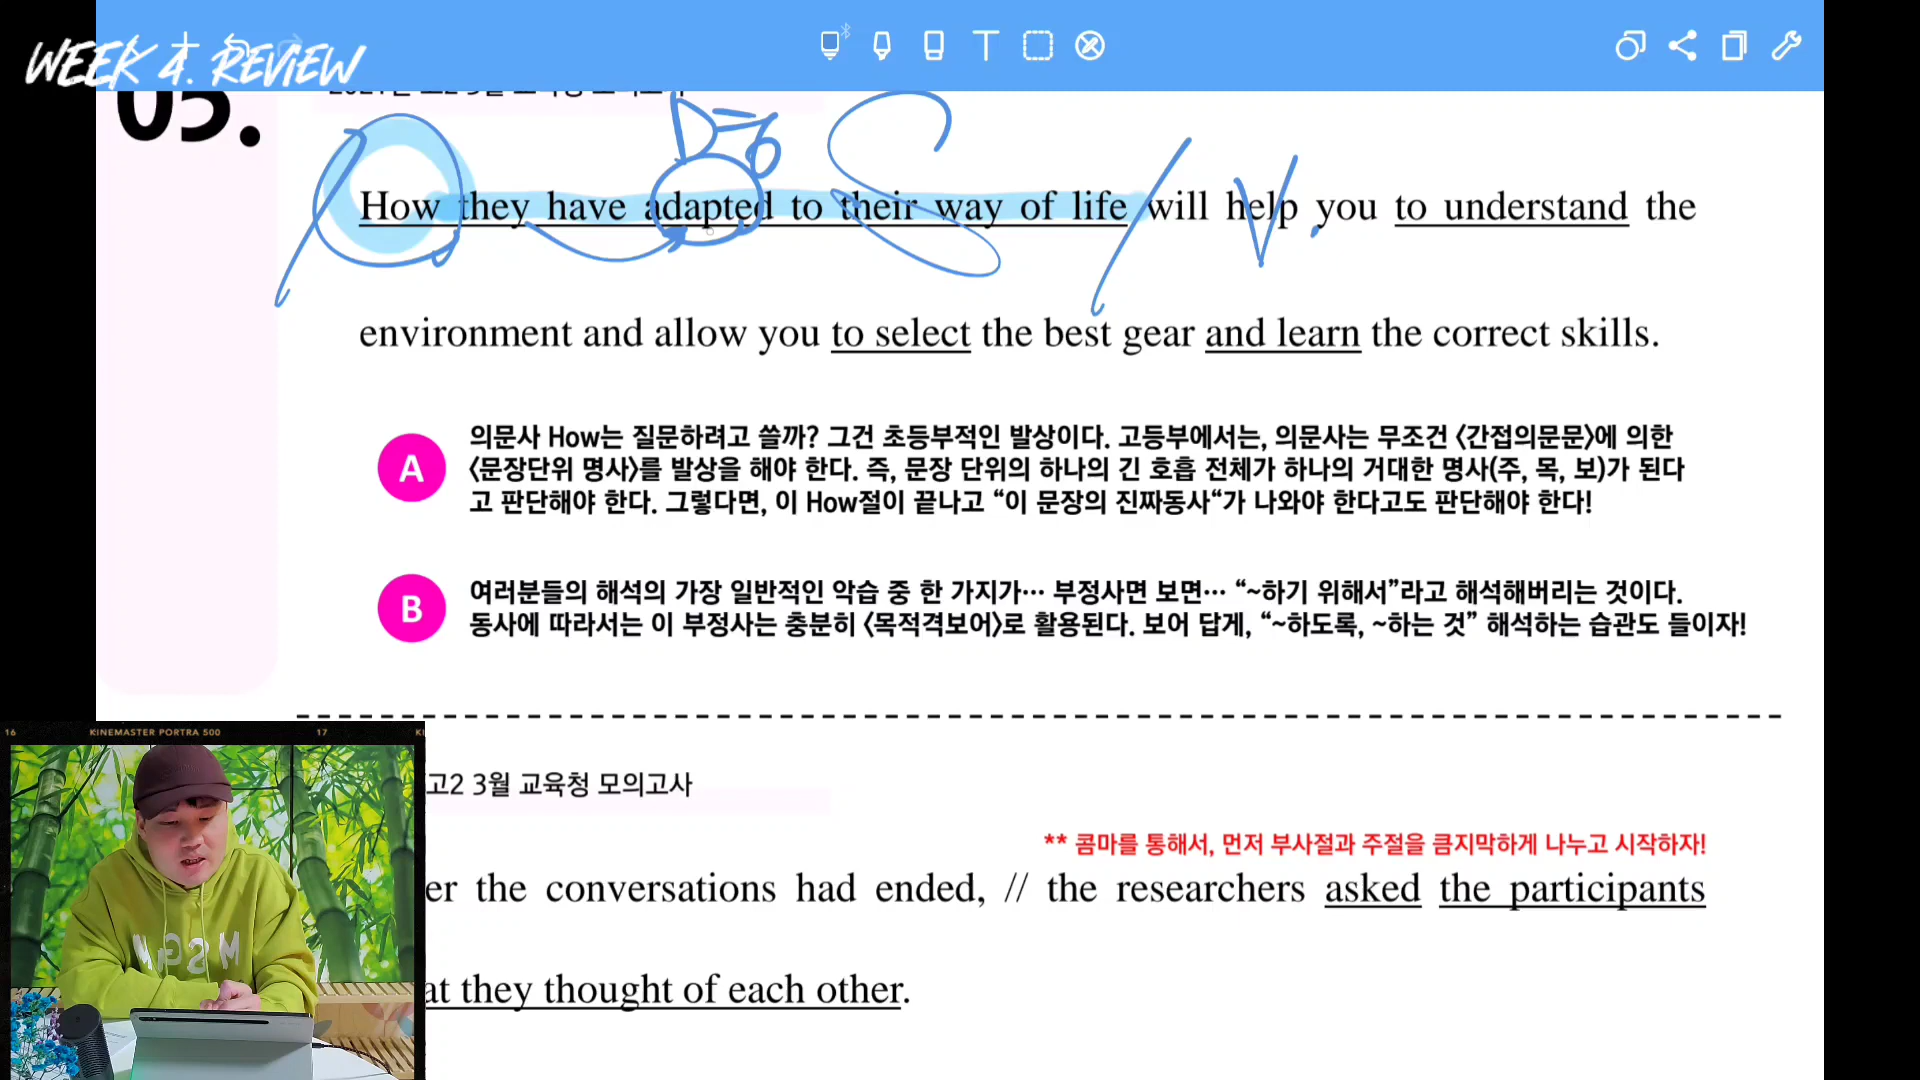 WEEK 4. REVIEW
05.
How they have adapted to their way of life will help you to understand the
environment and allow you to select the best gear and learn the correct skills.
A
의문사 How는 질문하려고 쓸까? 그건 초등부적인 발상이다. 고등부에서는, 의문사는 무조건 〈간접의문문〉에 의한
〈문장단위 명사〉를 발상을 해야 한다. 즉, 문장 단위의 하나의 긴 호흡 전체가 하나의 거대한 명사(주, 목, 보)가 된다
고 판단해야 한다. 그렇다면, 이 How절이 끝나고 “이 문장의 진짜동사“가 나와야 한다고도 판단해야 한다!
B
여러분들의 해석의 가장 일반적인 악습 중 한 가지가… 부정사면 보면… “~하기 위해서”라고 해석해버리는 것이다.
동사에 따라서는 이 부정사는 충분히 〈목적격보어〉로 활용된다. 보어 답게, “~하도록, ~하는 것” 해석하는 습관도 들이자!
16 KINEMASTER PORTRA 500 17
고2 3월 교육청 모의고사
** 콤마를 통해서, 먼저 부사절과 주절을 큼지막하게 나누고 시작하자!
er the conversations had ended, // the researchers asked the participants
at they thought of each other.